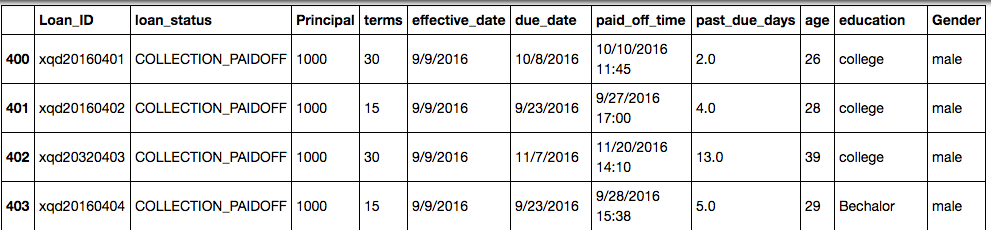 Loan_ID loan_status Principal terms effective_date due_date paid_off_time past_due_days age education Gender
400 xqd20160401 COLLECTION_PAIDOFF 1000 30 9/9/2016 10/8/2016 10/10/2016 11:45 2.0 26 college male
401 xqd20160402 COLLECTION_PAIDOFF 1000 15 9/9/2016 9/23/2016 9/27/2016 17:00 4.0 28 college male
402 xqd20320403 COLLECTION_PAIDOFF 1000 30 9/9/2016 11/7/2016 11/20/2016 14:10 13.0 39 college male
403 xqd20160404 COLLECTION_PAIDOFF 1000 15 9/9/2016 9/23/2016 9/28/2016 15:38 5.0 29 Bechalor male